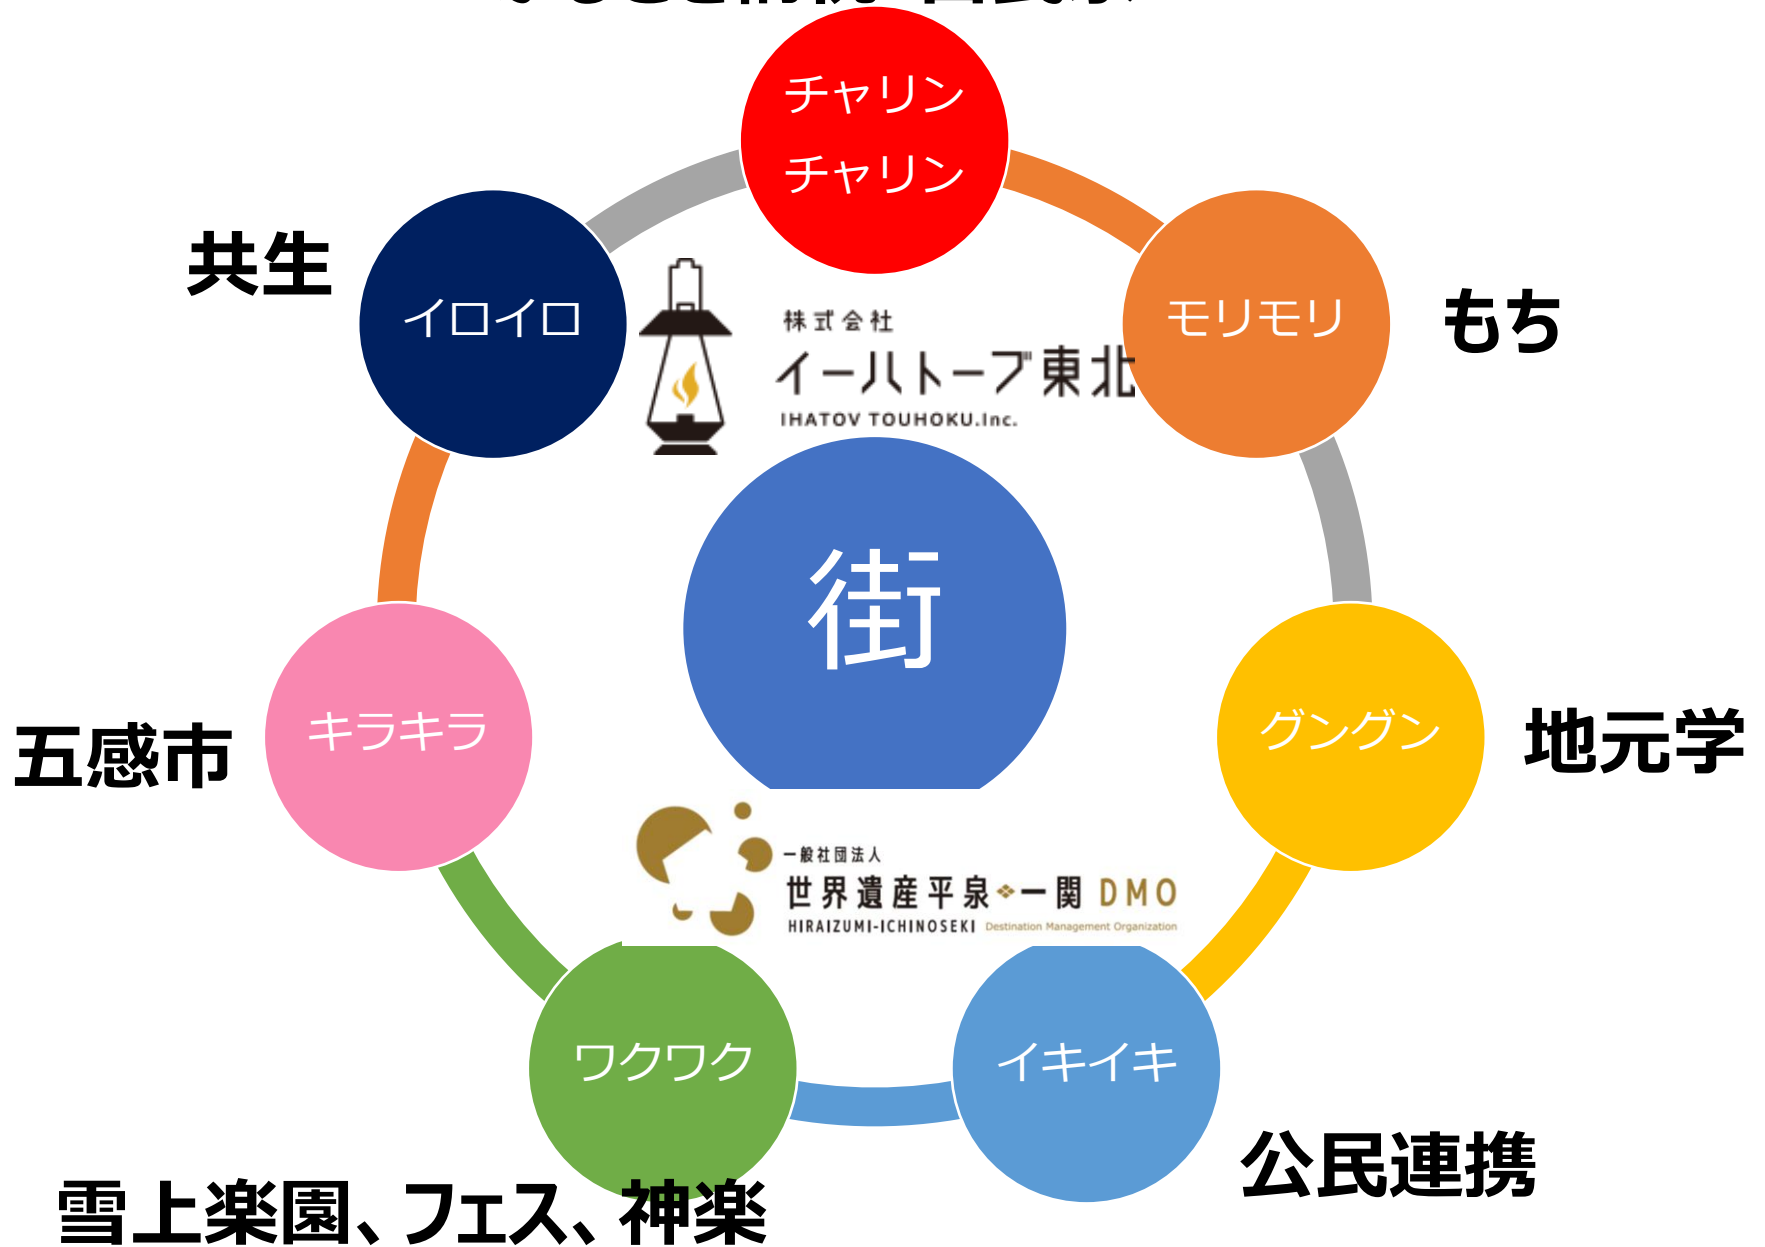 チャリン
チャリン
共生
イロイロ
モリモリ
もち
株式会社
イーハトーブ東北
IHATOV TOUHOKU.Inc.
街
キラキラ
五感市
グングン
地元学
一般社団法人
世界遺産平泉・一関 DMO
HIRAIZUMI-ICHINOSEKI Destination Management Organization
ワクワク
イキイキ
公民連携
雪上楽園、フェス、神楽